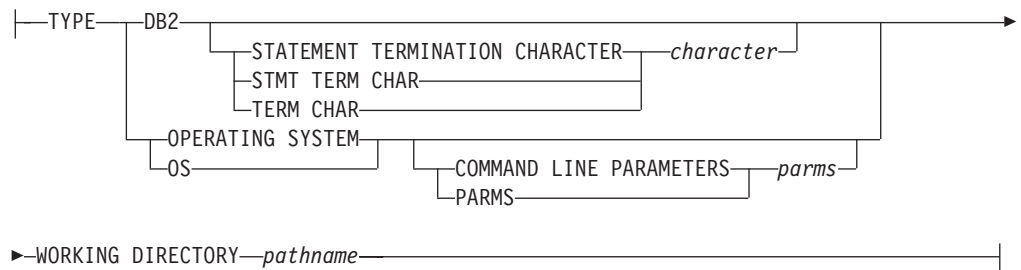 TYPE DB2
STATEMENT TERMINATION CHARACTER character
STMT TERM CHAR
TERM CHAR
OPERATING SYSTEM
OS
COMMAND LINE PARAMETERS parms
PARMS
WORKING DIRECTORY pathname